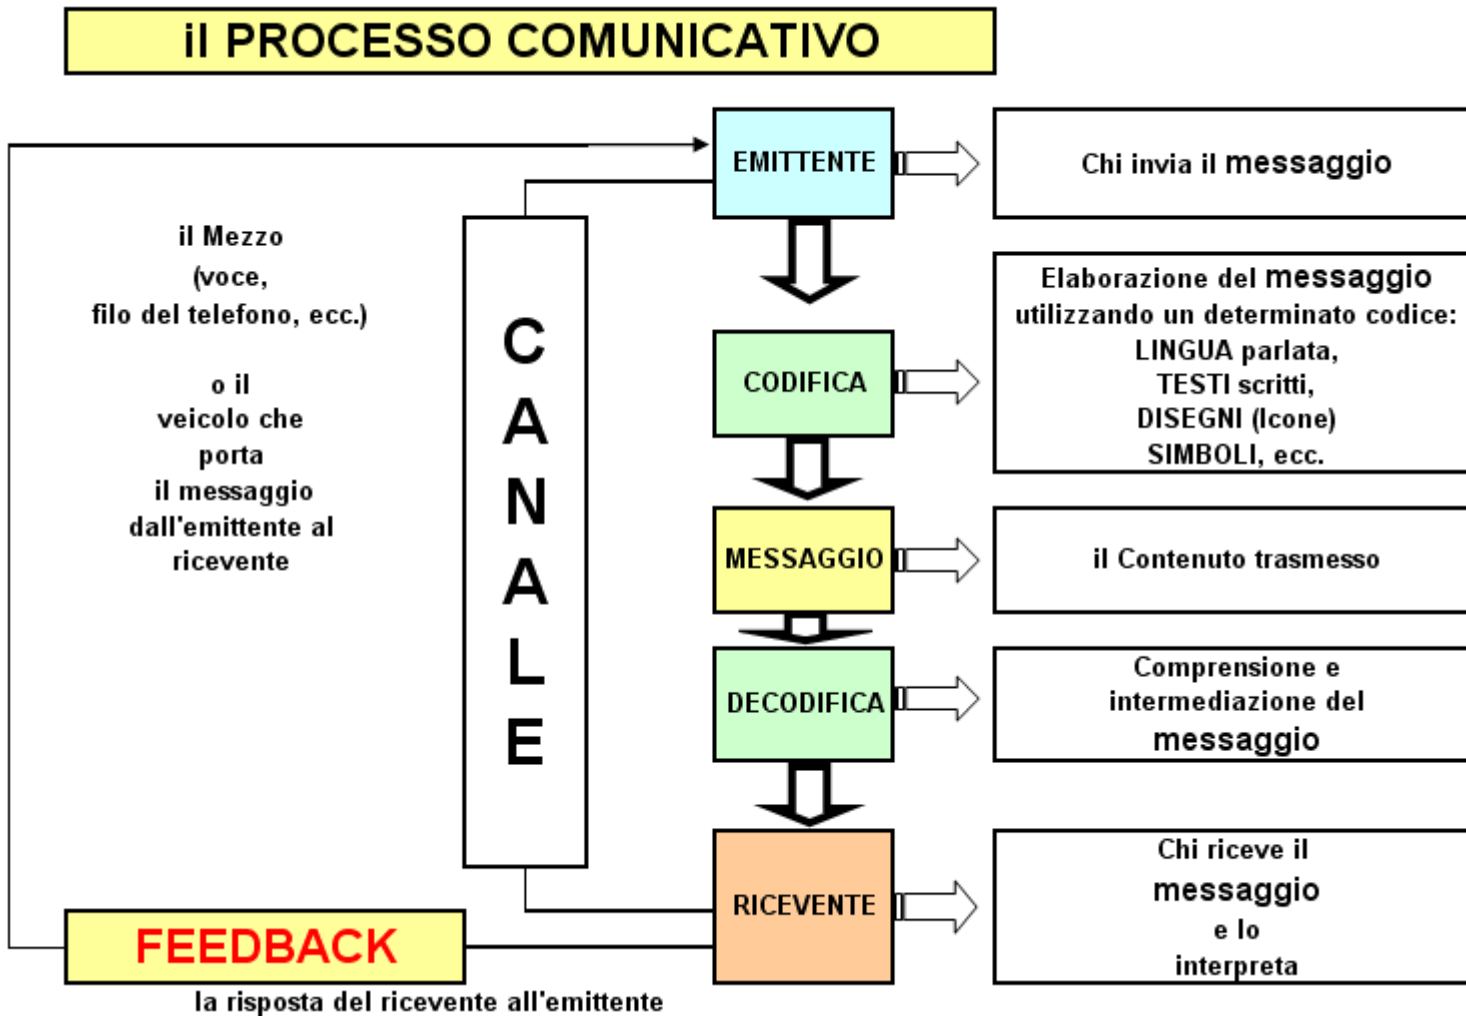 il PROCESSO COMUNICATIVO
EMITTENTE
Chi invia il messaggio
il Mezzo
(voce,
filo del telefono, ecc.)
o il
veicolo che
porta
il messaggio
dall'emittente al
ricevente
C
A
N
A
L
E
CODIFICA
Elaborazione del messaggio
utilizzando un determinato codice:
LINGUA parlata,
TESTI scritti,
DISEGNI (Icone)
SIMBOLI, ecc.
MESSAGGIO
il Contenuto trasmesso
DECODIFICA
Comprensione e
intermediazione del
messaggio
RICEVENTE
Chi riceve il
messaggio
e lo
interpreta
FEEDBACK
la risposta del ricevente all'emittente